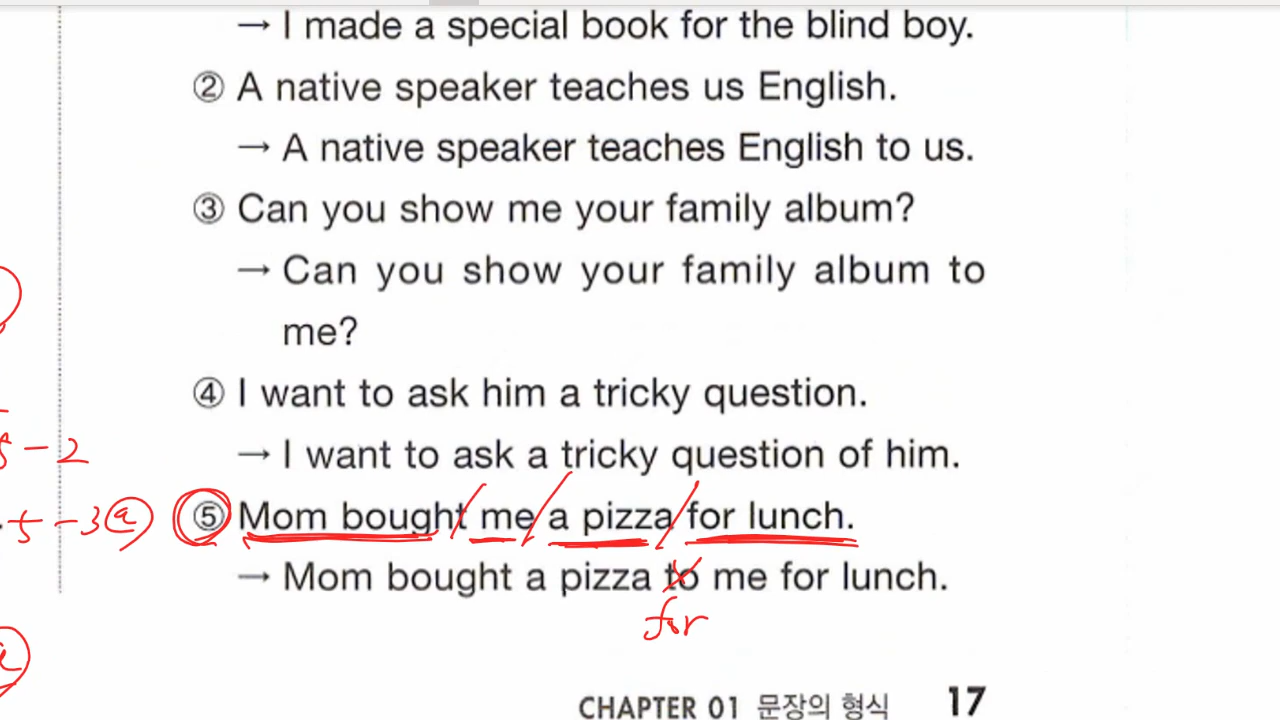 → I made a special book for the blind boy.
② A native speaker teaches us English.
→ A native speaker teaches English to us.
③ Can you show me your family album?
→ Can you show your family album to
me?
④ I want to ask him a tricky question.
5 - 2
→ I want to ask a tricky question of him.
-3ⓐ ⑤ Mom bought me a pizza for lunch.
→ Mom bought a pizza to me for lunch.
for
CHAPTER 01 문장의 형식 17